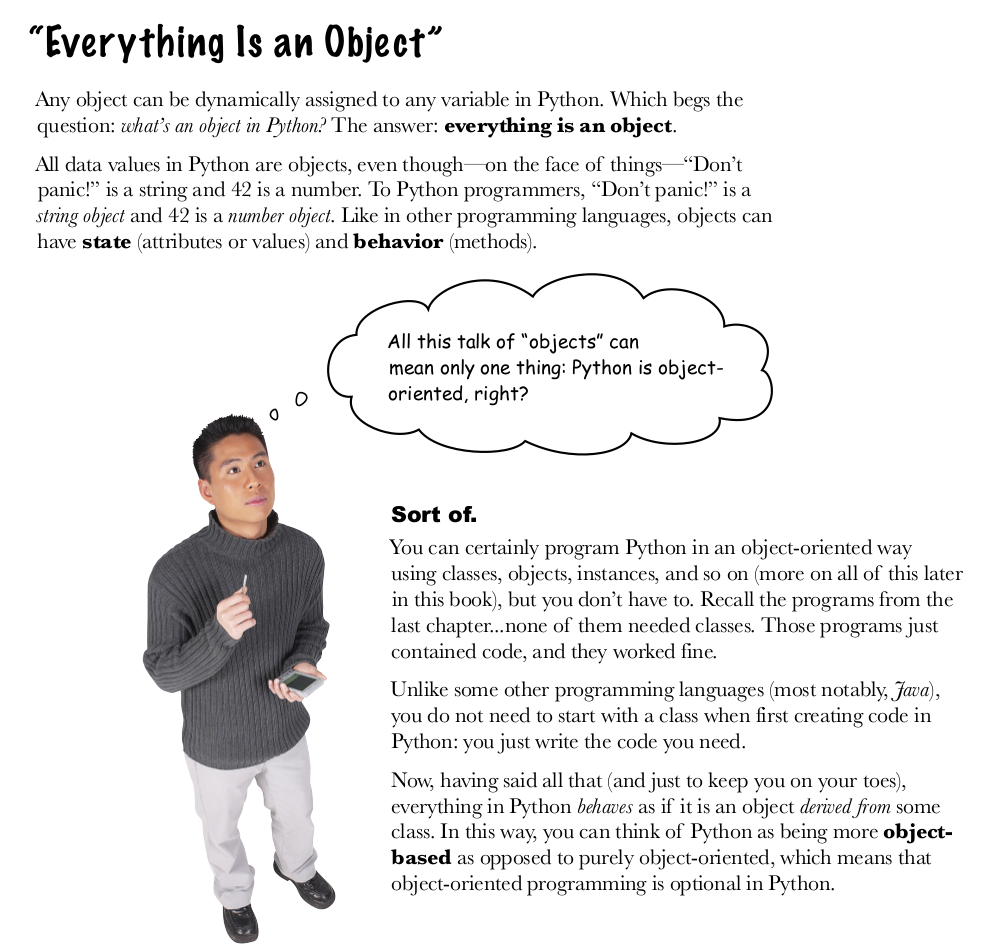 “Everything Is an Object”
Any object can be dynamically assigned to any variable in Python. Which begs the
question: what’s an object in Python? The answer: everything is an object.
All data values in Python are objects, even though—on the face of things—“Don’t
panic!” is a string and 42 is a number. To Python programmers, “Don’t panic!” is a
string object and 42 is a number object. Like in other programming languages, objects can
have state (attributes or values) and behavior (methods).
All this talk of “objects” can
mean only one thing: Python is object-
oriented, right?
Sort of.
You can certainly program Python in an object-oriented way
using classes, objects, instances, and so on (more on all of this later
in this book), but you don’t have to. Recall the programs from the
last chapter...none of them needed classes. Those programs just
contained code, and they worked fine.
Unlike some other programming languages (most notably, Java),
you do not need to start with a class when first creating code in
Python: you just write the code you need.
Now, having said all that (and just to keep you on your toes),
everything in Python behaves as if it is an object derived from some
class. In this way, you can think of Python as being more object-
based as opposed to purely object-oriented, which means that
object-oriented programming is optional in Python.